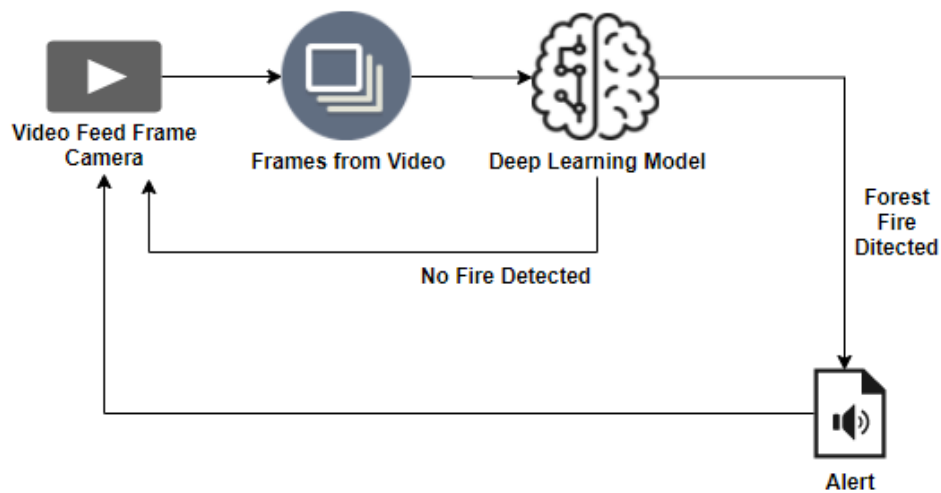 Video Feed Frame
Camera
Frames from Video
Deep Learning Model
Forest
Fire
Ditected
No Fire Detected
Alert